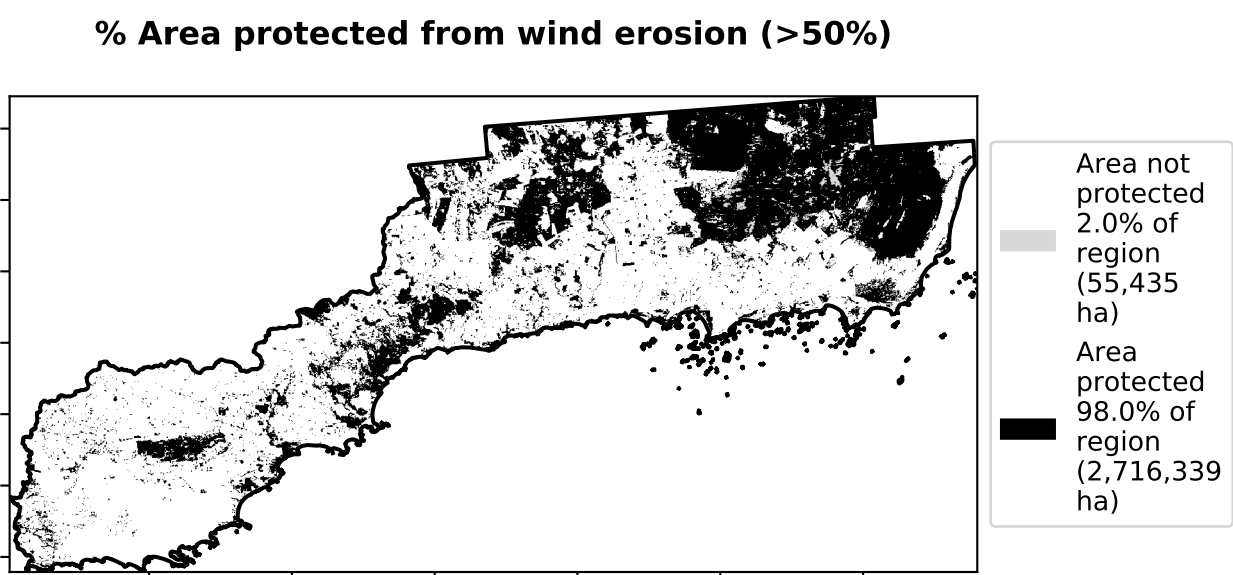 % Area protected from wind erosion (>50%)
Area not
protected
2.0% of
region
(55,435
ha)
Area
protected
98.0% of
region
(2,716,339
ha)